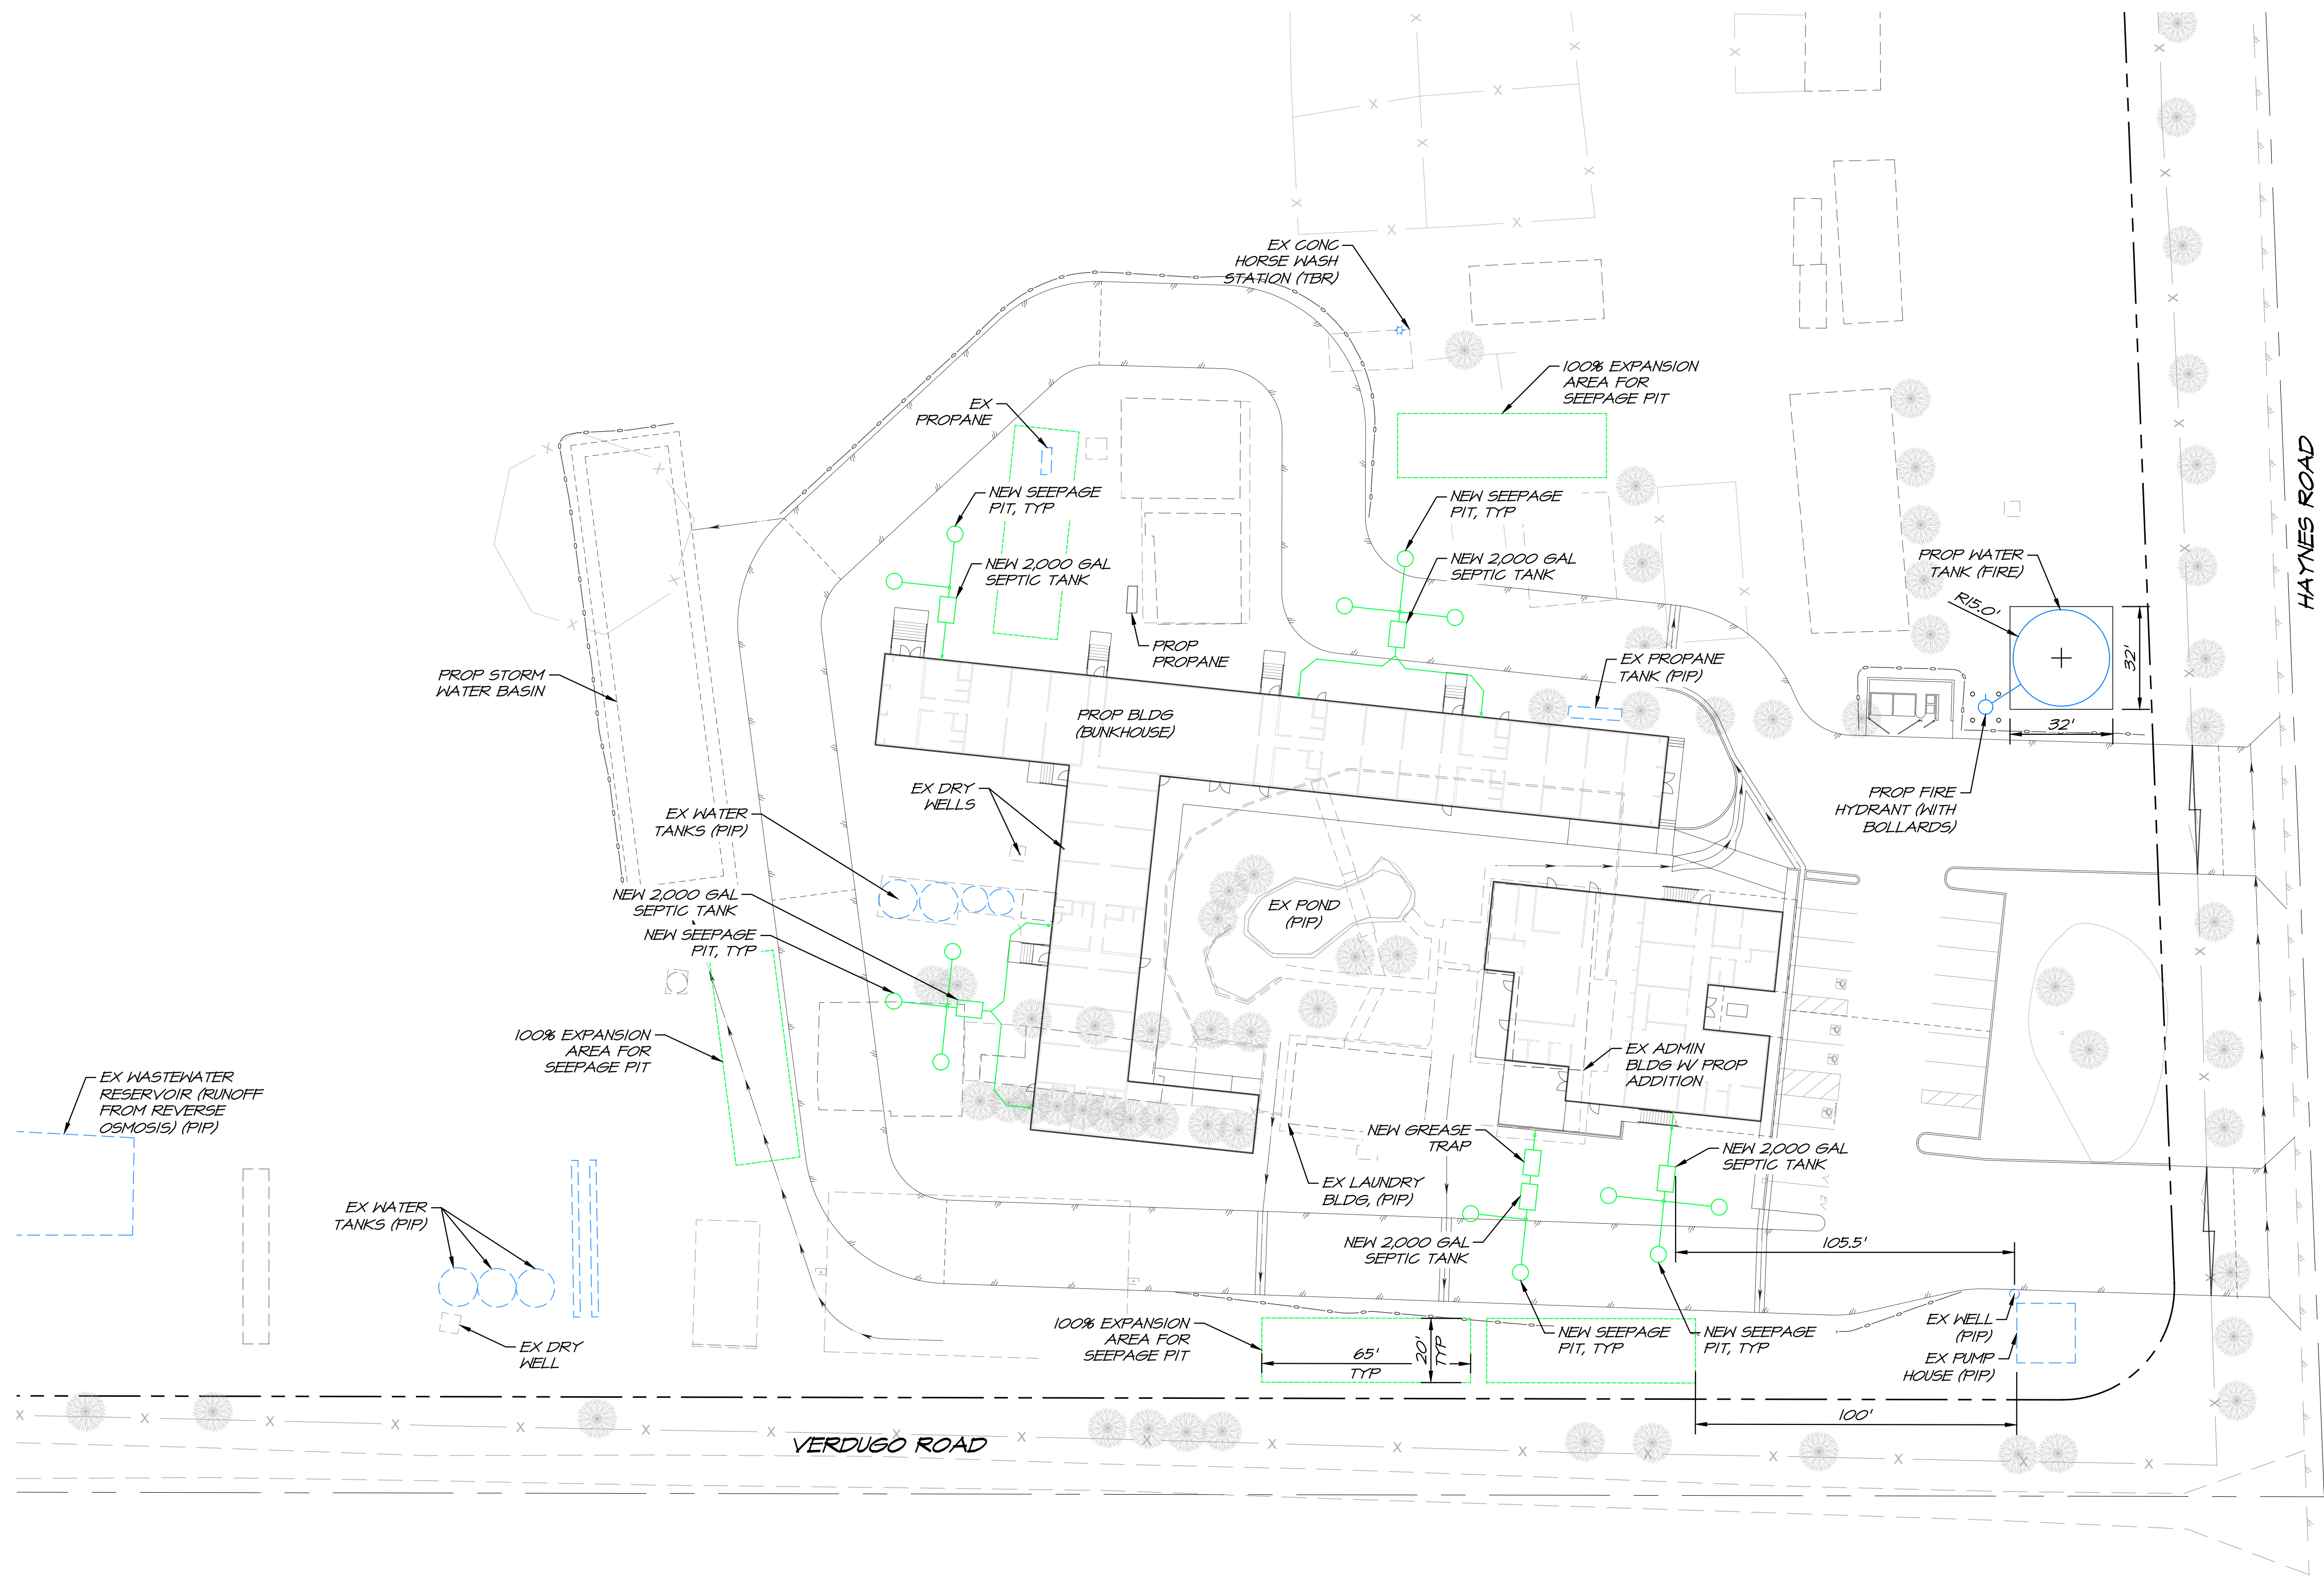 EX CONC
HORSE WASH
STATION (TBR)
100% EXPANSION
AREA FOR
SEEPAGE PIT
EX
PROPANE
NEW SEEPAGE
PIT, TYP
NEW SEEPAGE
PIT, TYP
NEW 2,000 GAL
SEPTIC TANK
NEW 2,000 GAL
SEPTIC TANK
PROP WATER
TANK (FIRE)
R15.0'
32'
32'
HAYNES ROAD
PROP
PROPANE
EX PROPANE
TANK (PIP)
PROP STORM
WATER BASIN
PROP BLDG
(BUNKHOUSE)
EX DRY
WELLS
PROP FIRE
HYDRANT (WITH
BOLLARDS)
EX WATER
TANKS (PIP)
NEW 2,000 GAL
SEPTIC TANK
NEW SEEPAGE
PIT, TYP
EX POND
(PIP)
100% EXPANSION
AREA FOR
SEEPAGE PIT
EX ADMIN
BLDG W/ PROP
ADDITION
EX WASTEWATER
RESERVOIR (RUNOFF
FROM REVERSE
OSMOSIS) (PIP)
NEW GREASE
TRAP
NEW 2,000 GAL
SEPTIC TANK
EX LAUNDRY
BLDG, (PIP)
EX WATER
TANKS (PIP)
NEW 2,000 GAL
SEPTIC TANK
105.5'
EX DRY
WELL
100% EXPANSION
AREA FOR
SEEPAGE PIT
65'
TYP
20'
TYP
NEW SEEPAGE
PIT, TYP
NEW SEEPAGE
PIT, TYP
EX WELL
(PIP)
EX PUMP
HOUSE (PIP)
100'
VERDUGO ROAD